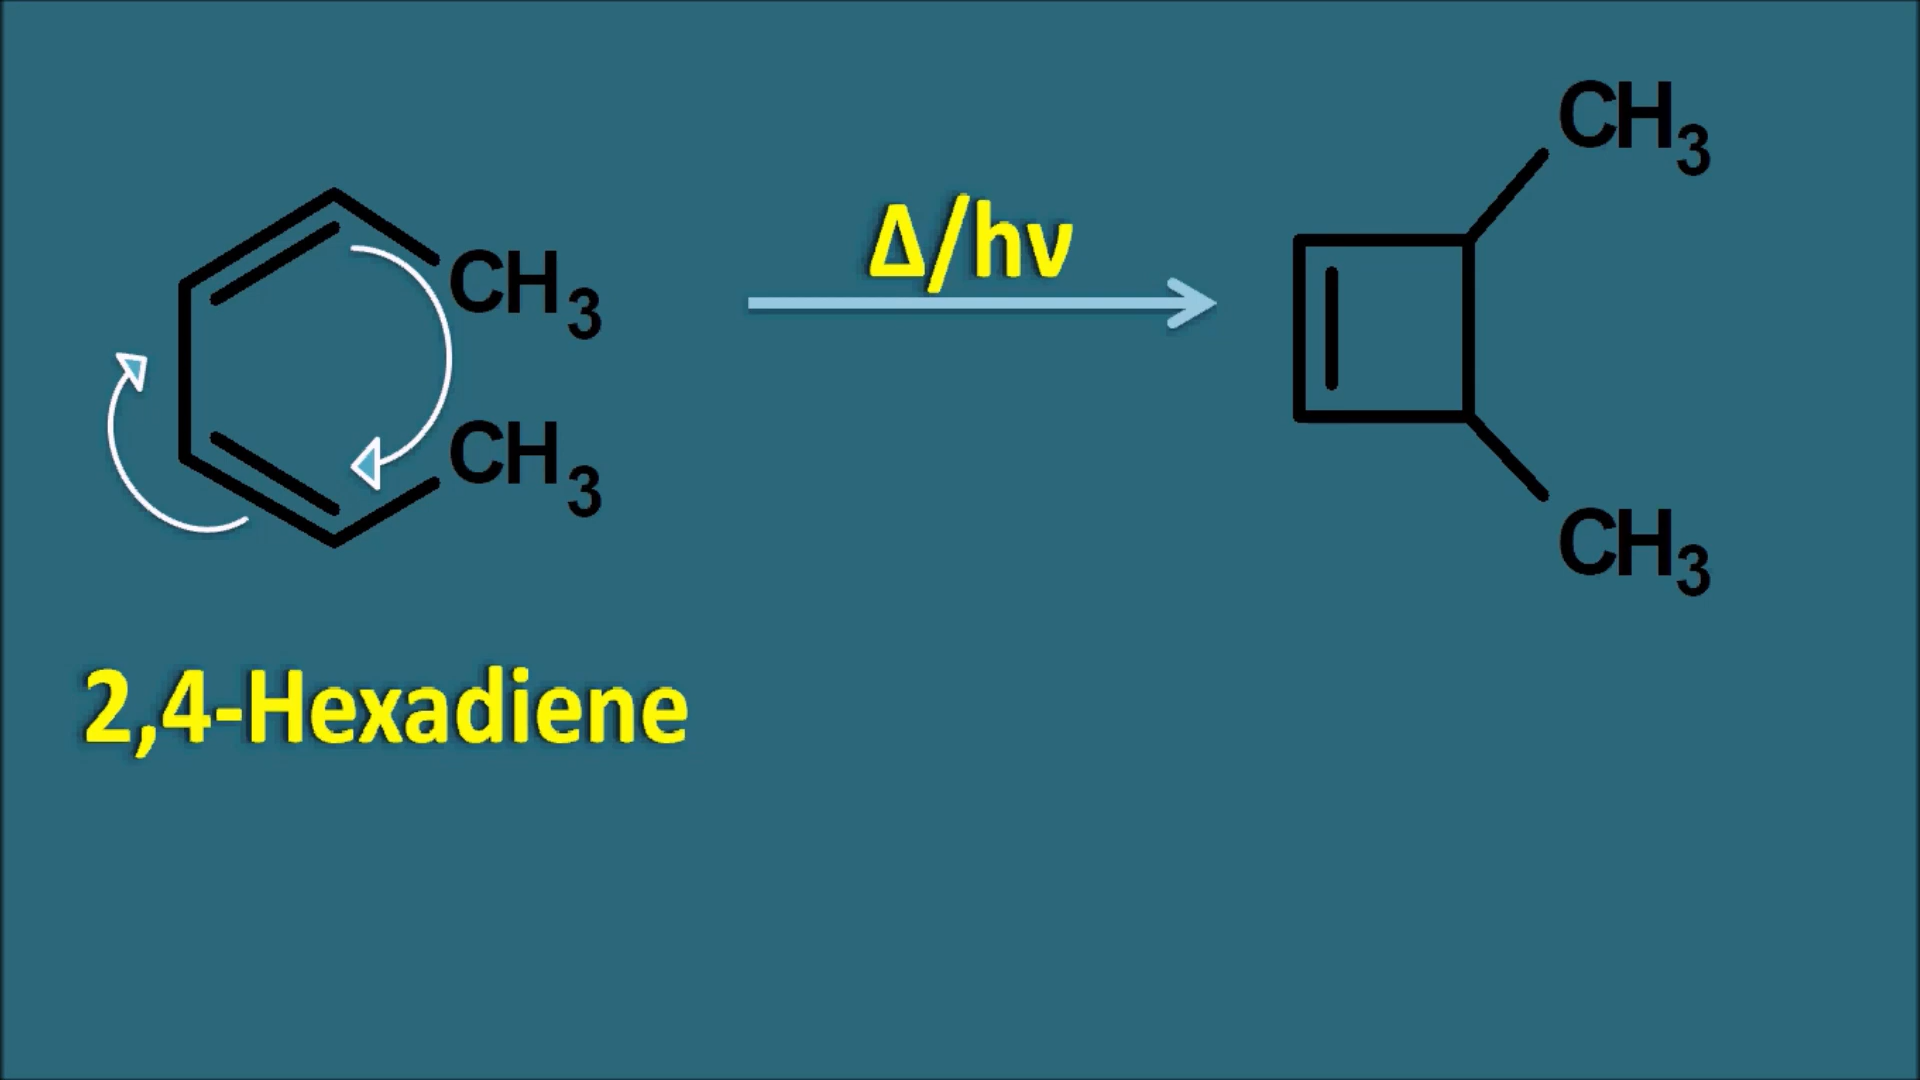 CH3
Δ/hν
CH3
CH3
CH3
2,4-Hexadiene